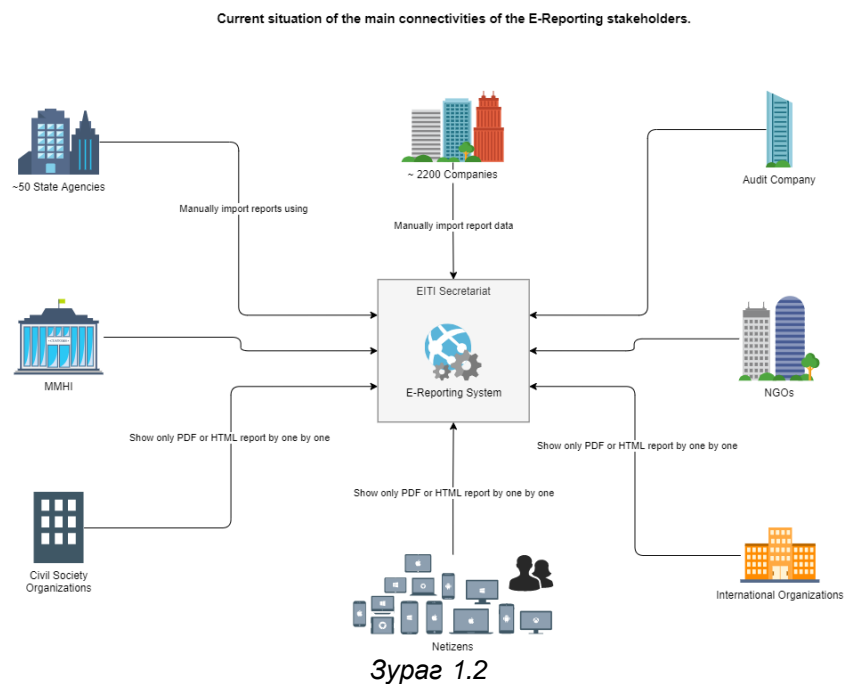 Current situation of the main connectivities of the E-Reporting stakeholders.
~50 State Agencies
~ 2200 Companies
Audit Company
Manually import reports using
Manually import report data
EITI Secretariat
E-Reporting System
MMHI
NGOs
Show only PDF or HTML report by one by one
Show only PDF or HTML report by one by one
Show only PDF or HTML report by one by one
Civil Society
Organizations
International Organizations
Netizens
Зураг 1.2